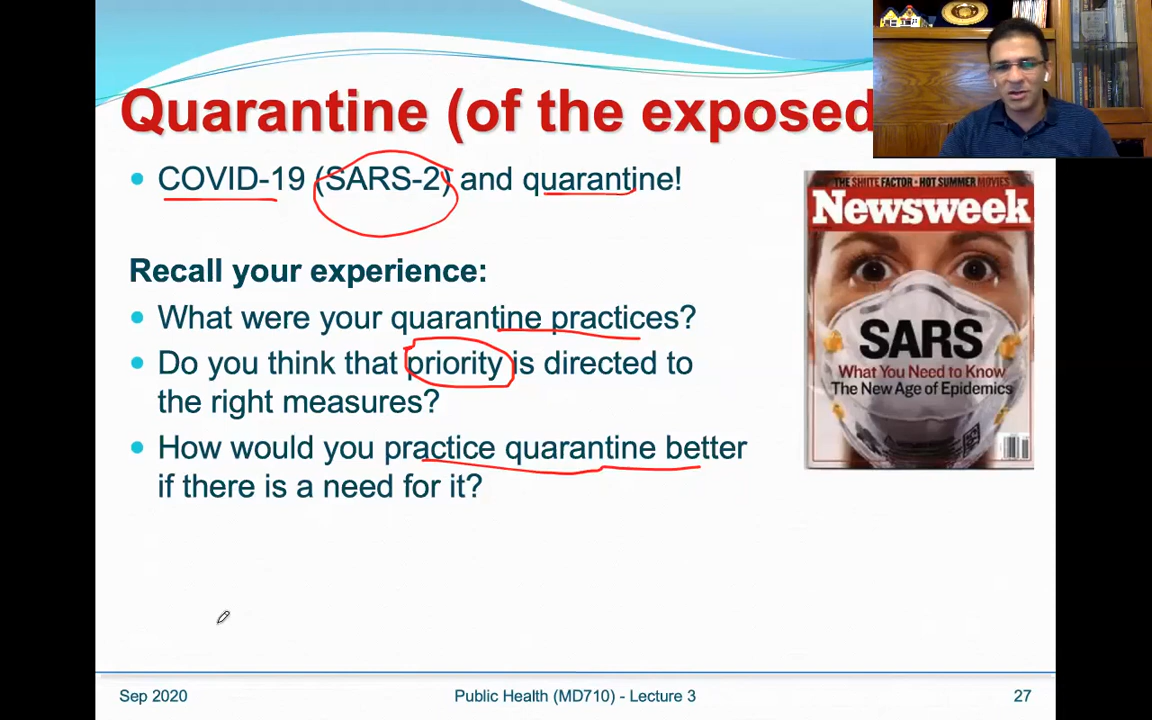 Quarantine (of the exposed
COVID-19 (SARS-2) and quarantine!
Recall your experience:
What were your quarantine practices?
Do you think that priority is directed to
the right measures?
How would you practice quarantine better
if there is a need for it?
THE SHIITE FACTOR • HOT SUMMER MOVIES
Newsweek
SARS
What You Need to Know
The New Age of Epidemics
Sep 2020
Public Health (MD710) - Lecture 3
27